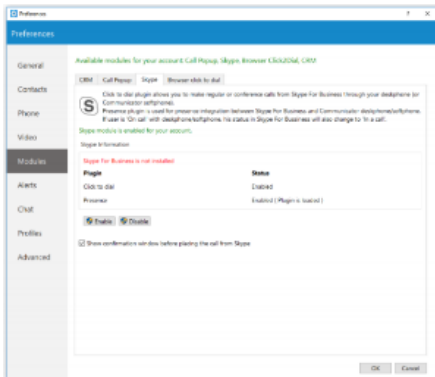 Preferences
Preferences
Available modules for your account: Call Popup, Skype, Browser Click2Dial, CRM
General
Contacts
Phone
Video
Modules
Alerts
Chat
Profiles
Advanced
CRM Call Popup Skype Browser click to dial
Click to dial plugin allows you to make regular or conference calls from Skype For Business through your deskphone (or
Communicator softphone).
Presence plugin is used for presence integration between Skype For Business and Communicator deskphone/softphone.
If user is 'On call' with deskphone/softphone, his status in Skype For Business will also change to 'In a call'.
Skype module is enabled for your account.
Skype Information
Skype For Business is not installed
Plugin Status
Click to dial Enabled
Presence Enabled ( Plugin is loaded )
Enable Disable
Show confirmation window before placing the call from Skype
OK Cancel